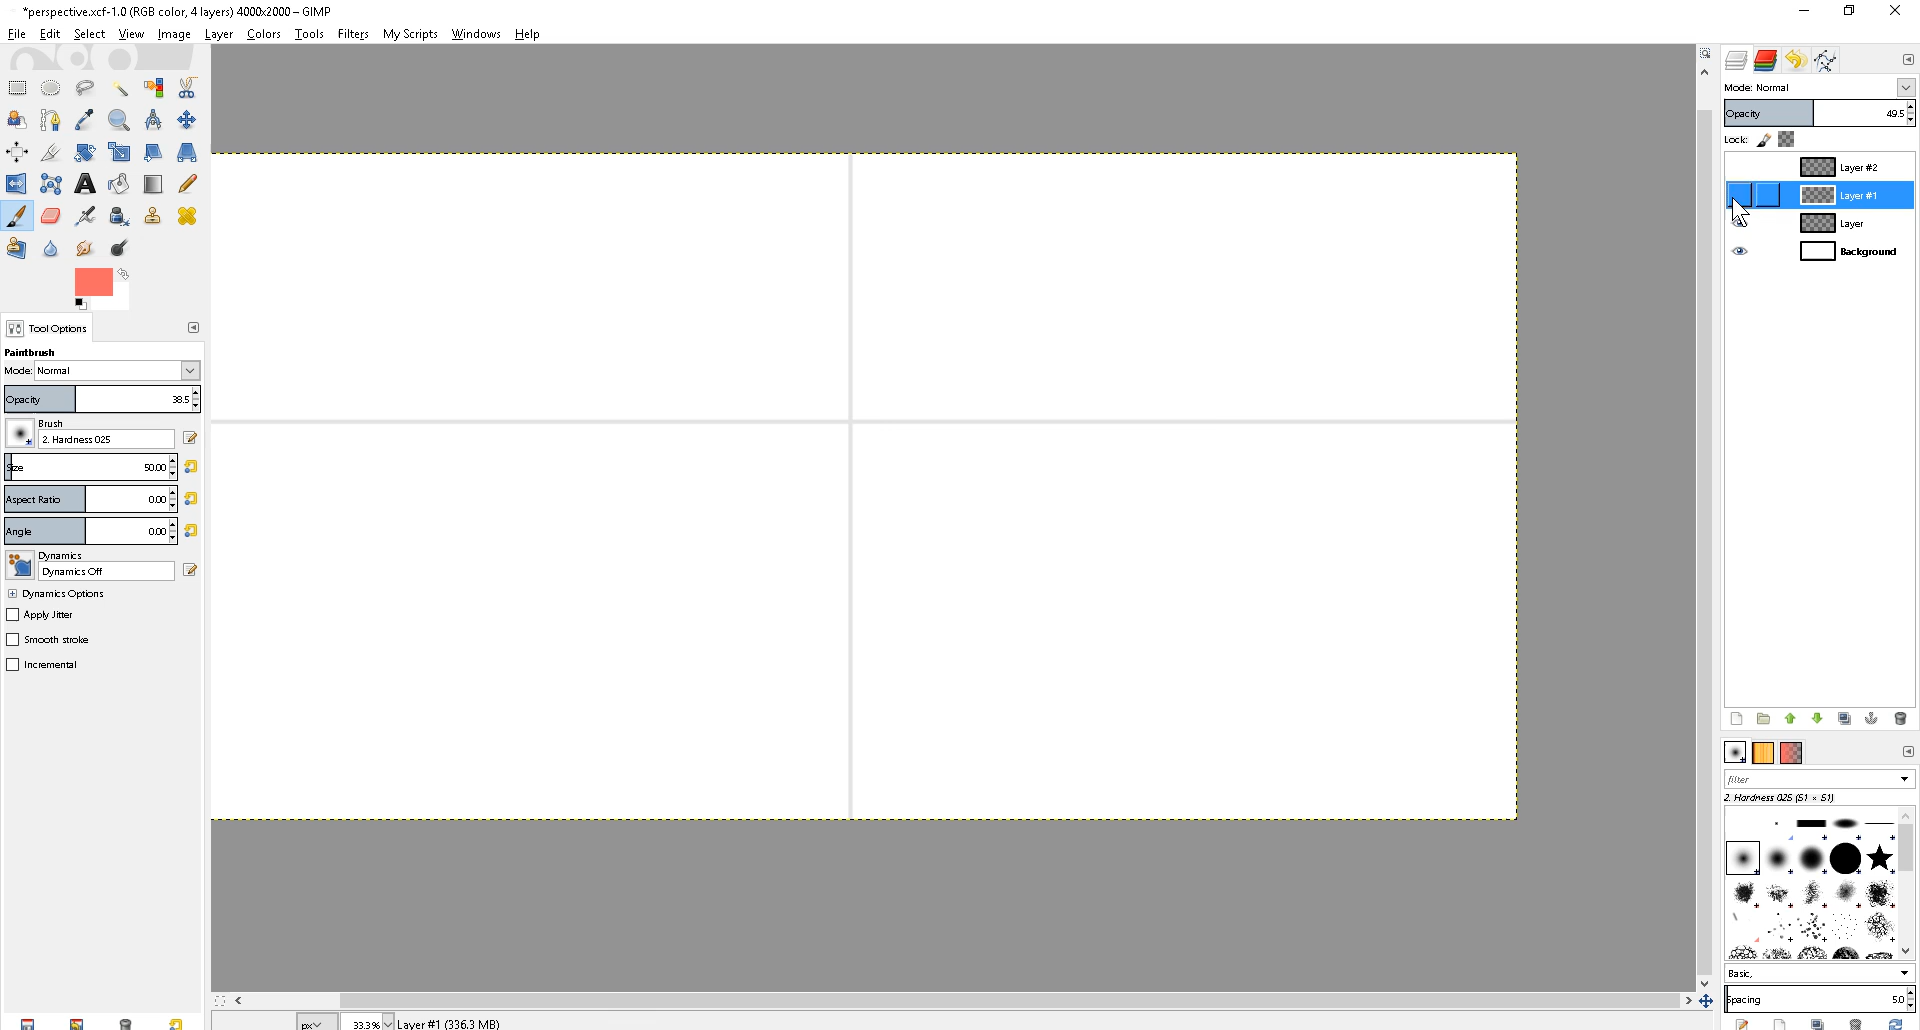 *perspective.xcf-1.0 (RGB color, 4 layers) 4000x2000 – GIMP
File Edit Select View Image Layer Colors Tools Filters My Scripts Windows Help
Mode: Normal
Opacity 49.5
Lock:
Layer #2
Layer #1
Layer
Background
Tool Options
Paintbrush
Mode: Normal
Opacity 38.5
Brush
2. Hardness 025
Size 50.00
Aspect Ratio 0.00
Angle 0.00
Dynamics
Dynamics Off
Dynamics Options
Apply Jitter
Smooth stroke
Incremental
filter
2. Hardness 025 (51 × 51)
Basic,
Spacing 5.0
px 33.3% Layer #1 (336.3 MB)